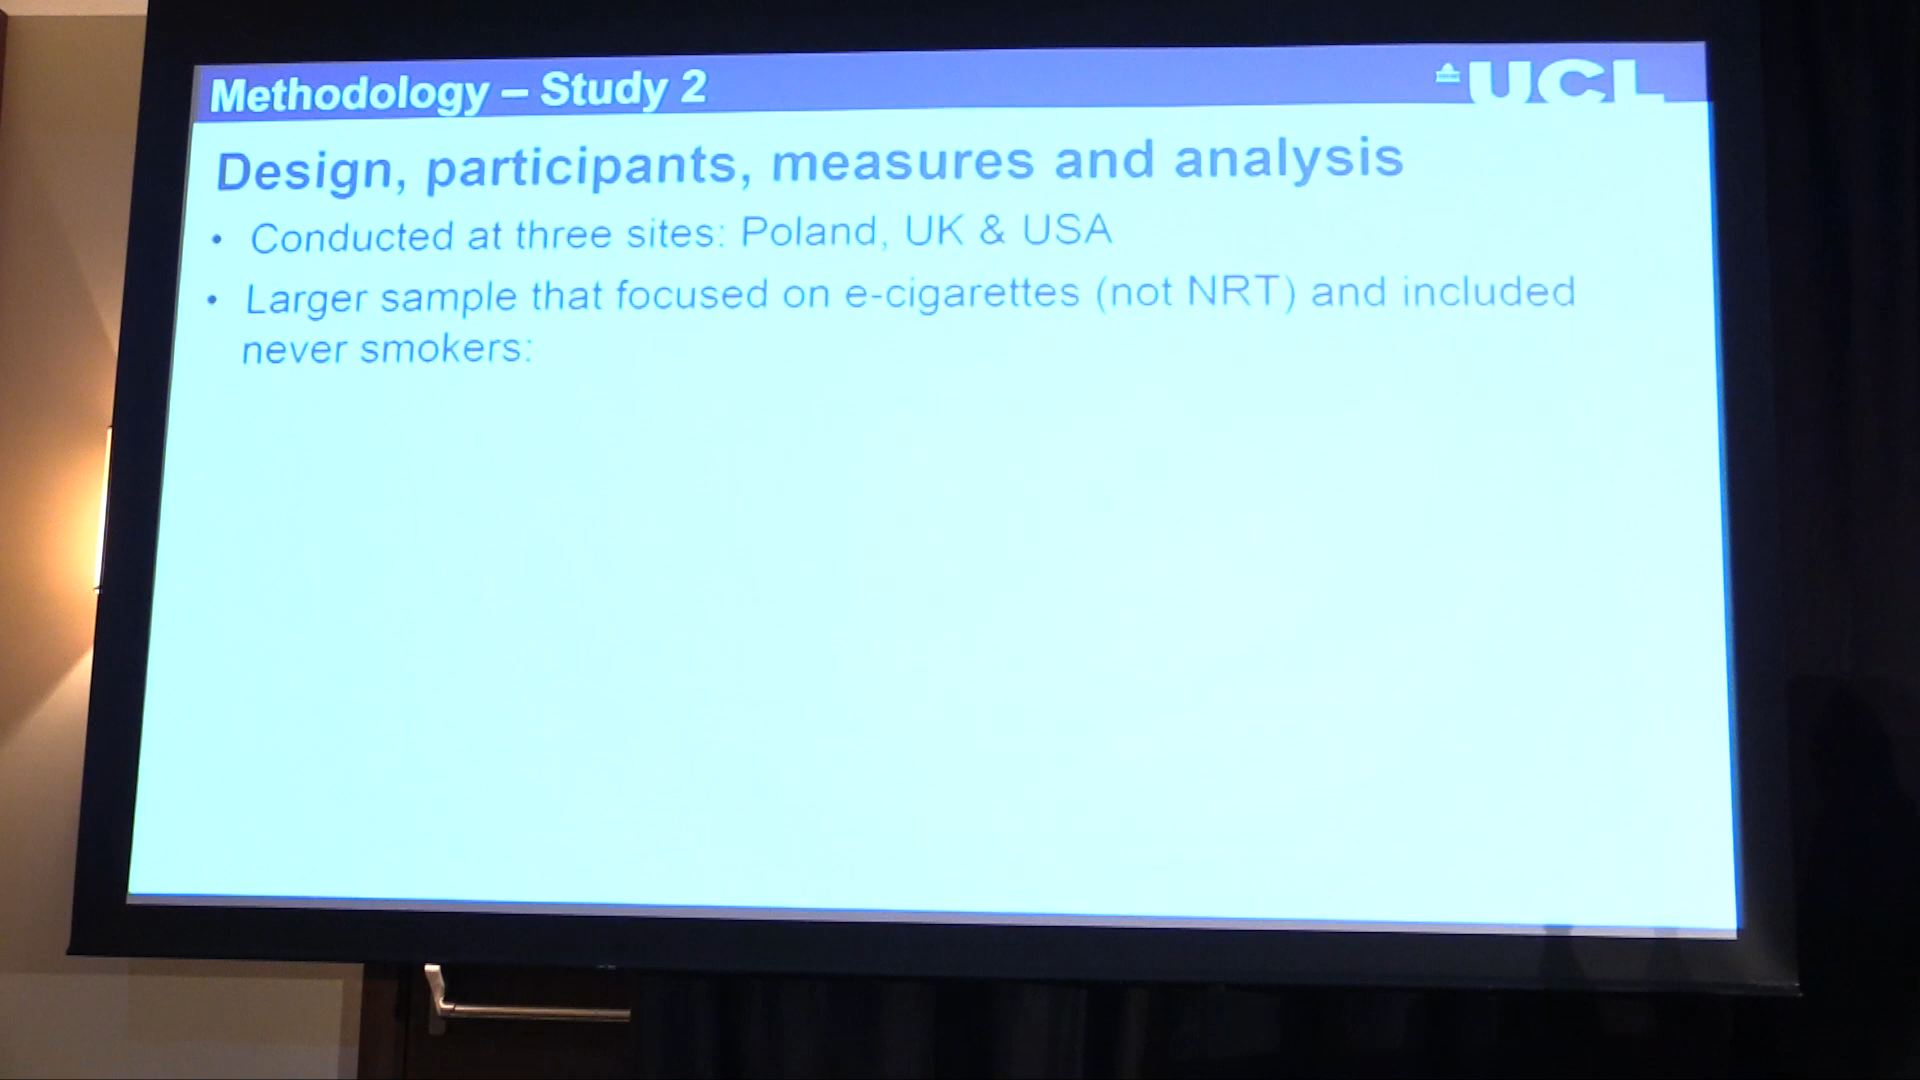 Methodology – Study 2
UCL
Design, participants, measures and analysis
• Conducted at three sites: Poland, UK & USA
• Larger sample that focused on e-cigarettes (not NRT) and included
never smokers: